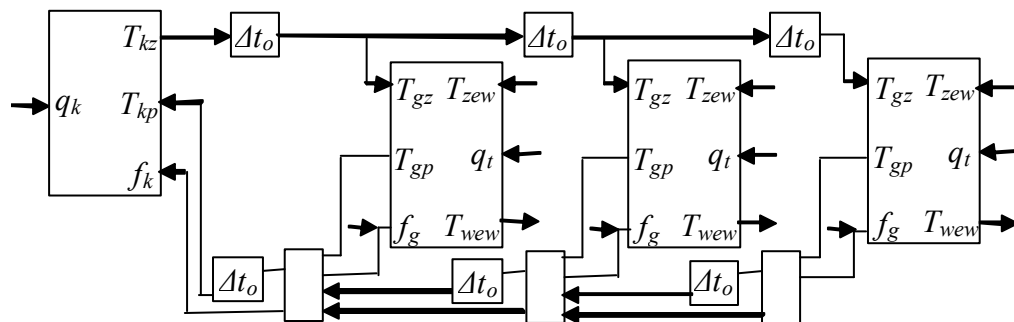 T_kz Δt_o Δt_o Δt_o
T_gz T_zew T_gz T_zew T_gz T_zew
q_k T_kp
T_gp q_t T_gp q_t T_gp q_t
f_k
f_g T_wew f_g T_wew f_g T_wew
Δt_o Δt_o Δt_o